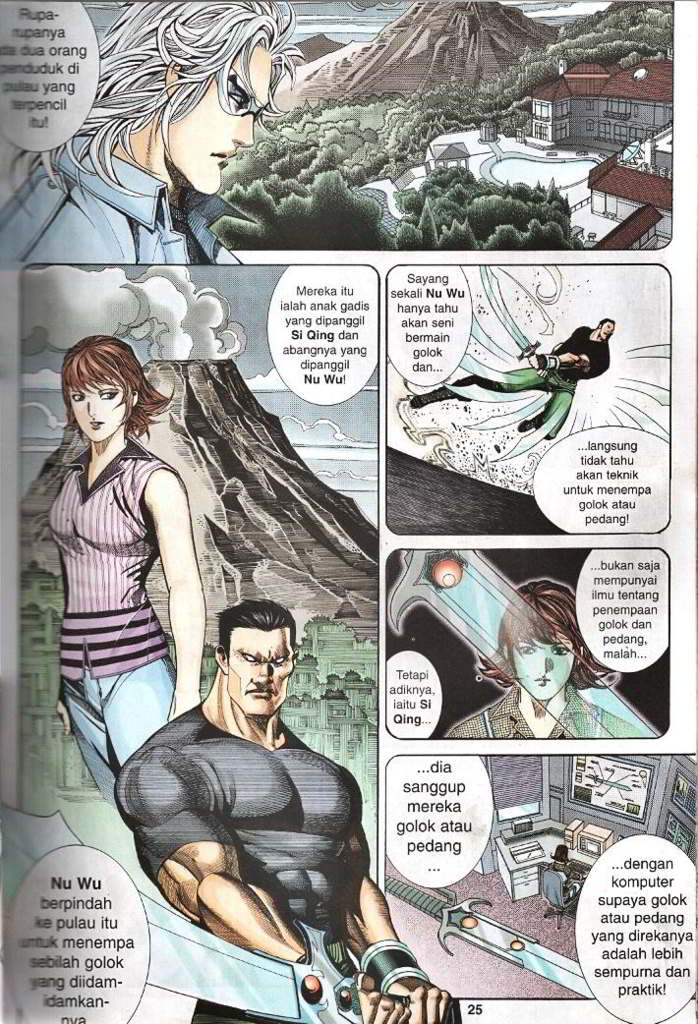 Rupa-
rupanya
ada dua orang
penduduk di
pulau yang
terpencil
itu!
Mereka itu
ialah anak gadis
yang dipanggil
Si Qing dan
abangnya yang
dipanggil
Nu Wu!
Sayang
sekali Nu Wu
hanya tahu
akan seni
bermain
golok
dan...
...langsung
tidak tahu
akan teknik
untuk menempa
golok atau
pedang!
...bukan saja
mempunyai
ilmu tentang
penempaan
golok dan
pedang,
malah...
Tetapi
adiknya,
iaitu Si
Qing...
...dia
sanggup
mereka
golok atau
pedang
...
...dengan
komputer
supaya golok
atau pedang
yang direkanya
adalah lebih
sempurna dan
praktik!
Nu Wu
berpindah
ke pulau itu
untuk menempa
sebilah golok
yang diidam-
idamkan-
nya
25